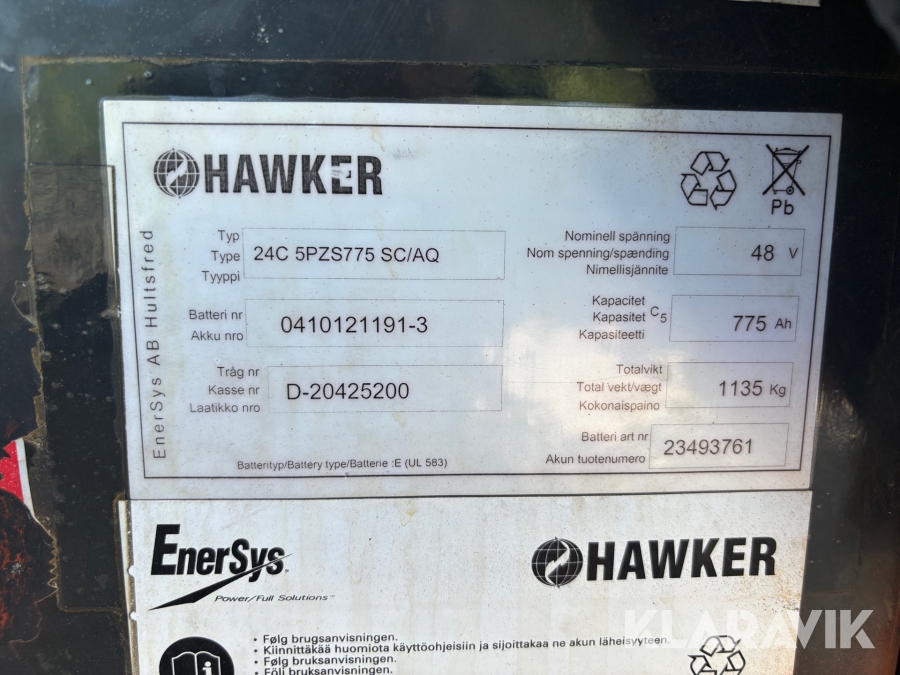 HAWKER
Pb
EnerSys AB Hultsfred
Typ
Type
Tyyppi
24C 5PZS775 SC/AQ
Nominell spänning
Nom spenning/spænding
Nimellisjännite
48 V
Batteri nr
Akku nro
0410121191-3
Kapacitet
Kapasitet C5
Kapasiteetti
775 Ah
Tråg nr
Kasse nr
Laatikko nro
D-20425200
Totalvikt
Total vekt/vægt
Kokonaispaino
1135 Kg
Batteri art nr
Akun tuotenumero
23493761
Batterityp/Battery type/Batterie :E (UL 583)
EnerSys
Power/Full Solutions™
HAWKER
• Følg brugsanvisningen.
• Kiinnittäkää huomiota käyttöohjeisiin ja sijoittakaa ne akun läheisyyteen.
• Følg bruksanvisningen.
• Följ bruksanvisningen.
KLARAVIK